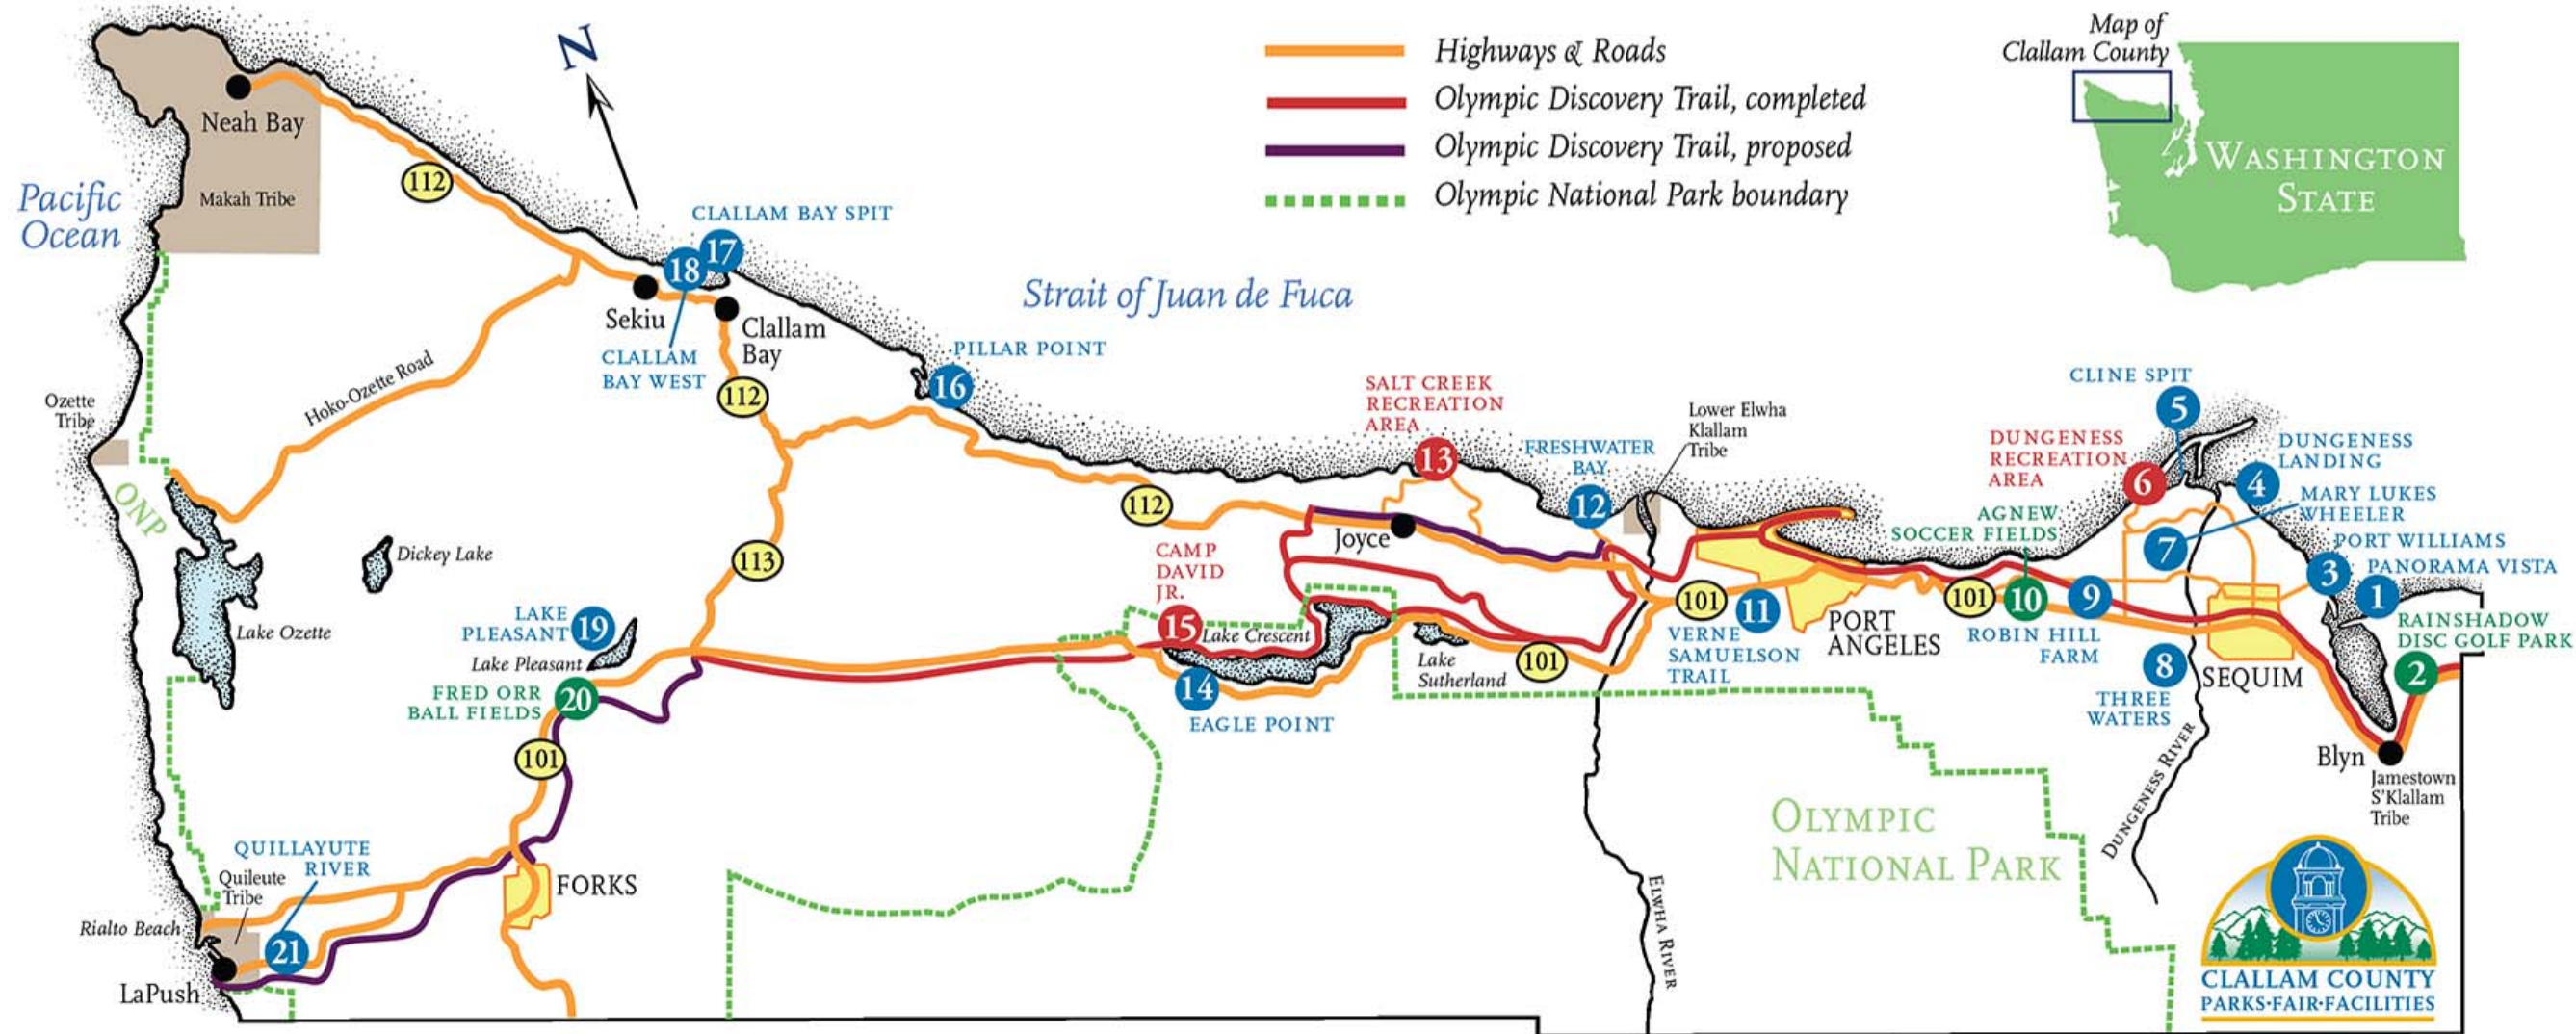 N
Highways & Roads
Olympic Discovery Trail, completed
Olympic Discovery Trail, proposed
Olympic National Park boundary
Map of
Clallam County
WASHINGTON
STATE
Neah Bay
Makah Tribe
112
Pacific
Ocean
CLALLAM BAY SPIT
17
18
Sekiu
Clallam
Bay
CLALLAM
BAY WEST
112
Strait of Juan de Fuca
PILLAR POINT
16
Hoko-Ozette Road
Ozette
Tribe
ONP
Lake Ozette
Dickey Lake
113
112
SALT CREEK
RECREATION
AREA
13
FRESHWATER
BAY
12
Lower Elwha
Klallam
Tribe
Joyce
CAMP
DAVID
JR.
15
Lake Crescent
14
EAGLE POINT
Lake
Sutherland
101
101
11
VERNE
SAMUELSON
TRAIL
PORT
ANGELES
CLINE SPIT
5
DUNGENESS
RECREATION
AREA
6
DUNGENESS
LANDING
4
MARY LUKES
WHEELER
7
AGNEW
SOCCER FIELDS
101
10
9
ROBIN HILL
FARM
PORT WILLIAMS
3
PANORAMA VISTA
1
RAINSHADOW
DISC GOLF PARK
2
8
THREE
WATERS
SEQUIM
Blyn
Jamestown
S'Klallam
Tribe
DUNGENESS RIVER
ELWHA RIVER
OLYMPIC
NATIONAL PARK
LAKE
PLEASANT
19
Lake Pleasant
FRED ORR
BALL FIELDS
20
101
FORKS
QUILLAYUTE
RIVER
Quileute
Tribe
Rialto Beach
21
LaPush
CLALLAM COUNTY
PARKS·FAIR·FACILITIES